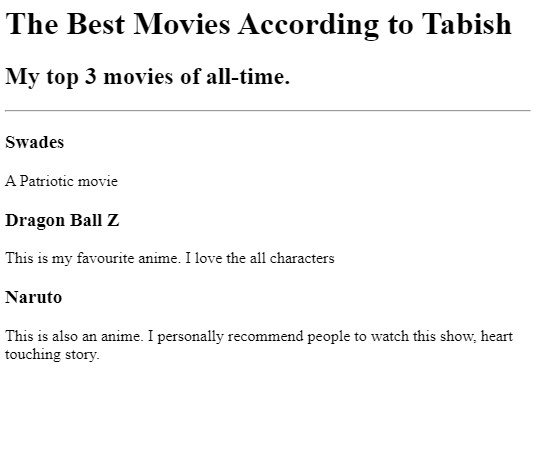 The Best Movies According to Tabish
My top 3 movies of all-time.
Swades
A Patriotic movie
Dragon Ball Z
This is my favourite anime. I love the all characters
Naruto
This is also an anime. I personally recommend people to watch this show, heart
touching story.